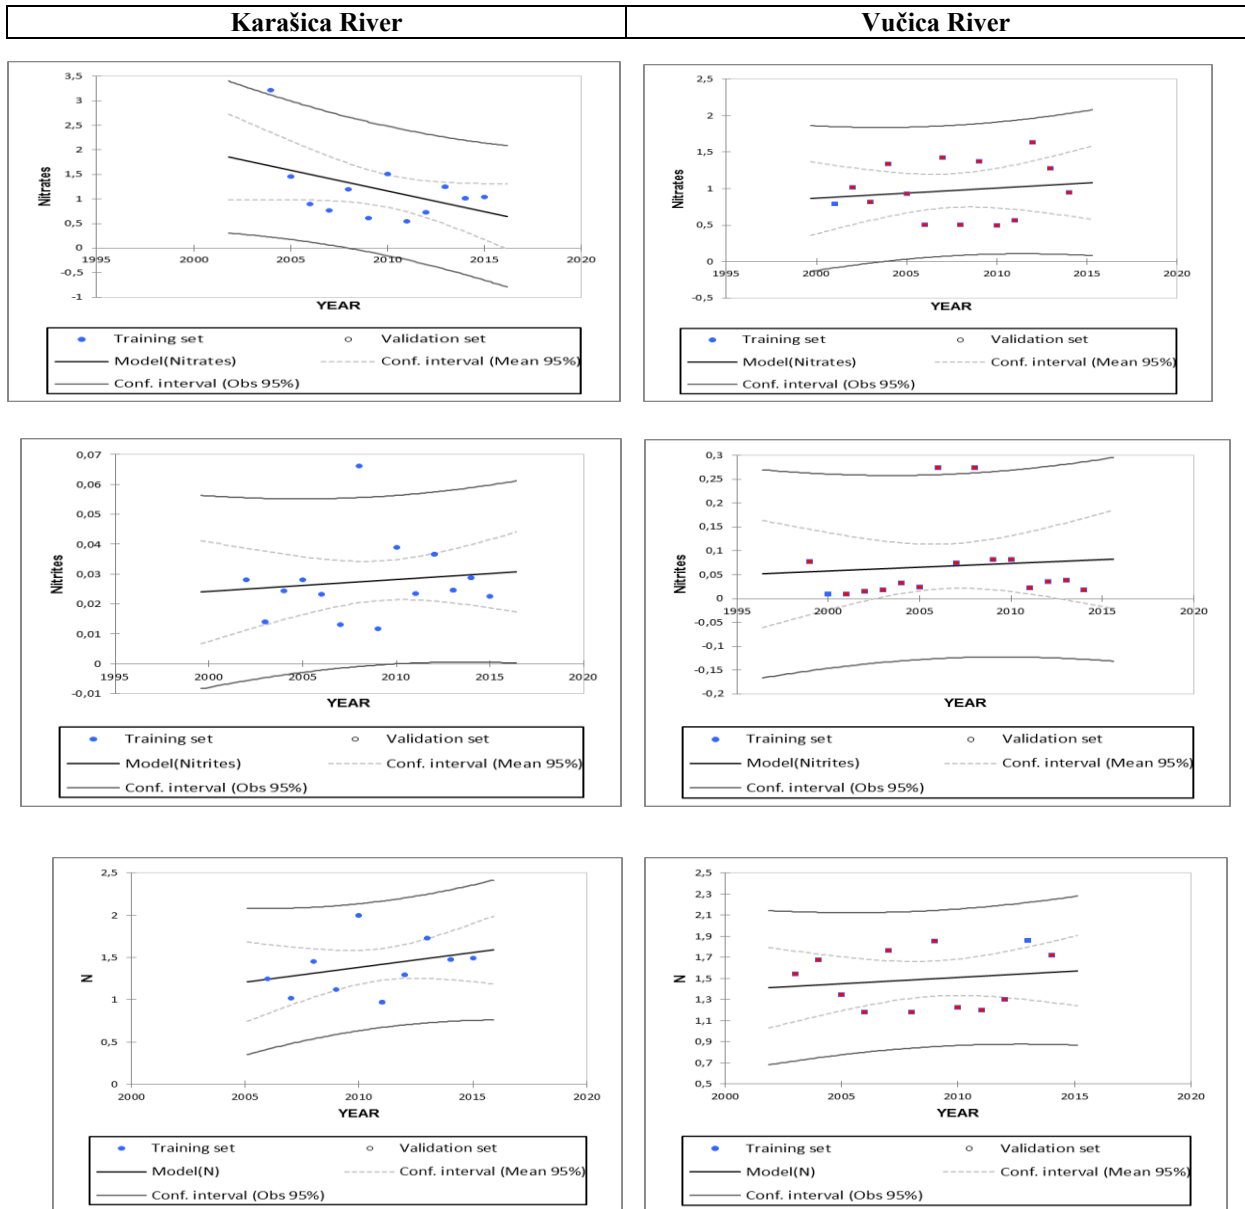 Karašica River
Vučica River
3,5
3
2,5
2
1,5
1
0,5
0
-0,5
-1
1995
2000
2005
2010
2015
2020
Nitrates
YEAR
Training set
Validation set
Model(Nitrates)
Conf. interval (Mean 95%)
Conf. interval (Obs 95%)
2,5
2
1,5
1
0,5
0
-0,5
1995
2000
2005
2010
2015
2020
Nitrates
YEAR
Training set
Validation set
Model(Nitrates)
Conf. interval (Mean 95%)
Conf. interval (Obs 95%)
0,07
0,06
0,05
0,04
0,03
0,02
0,01
0
-0,01
1995
2000
2005
2010
2015
2020
Nitrites
YEAR
Training set
Validation set
Model(Nitrites)
Conf. interval (Mean 95%)
Conf. interval (Obs 95%)
0,3
0,25
0,2
0,15
0,1
0,05
0
-0,05
-0,1
-0,15
-0,2
1995
2000
2005
2010
2015
2020
Nitrites
YEAR
Training set
Validation set
Model(Nitrites)
Conf. interval (Mean 95%)
Conf. interval (Obs 95%)
2,5
2
1,5
1
0,5
0
2000
2005
2010
2015
2020
N
YEAR
Training set
Validation set
Model(N)
Conf. interval (Mean 95%)
Conf. interval (Obs 95%)
2,5
2,3
2,1
1,9
1,7
1,5
1,3
1,1
0,9
0,7
0,5
2000
2005
2010
2015
2020
N
YEAR
Training set
Validation set
Model(N)
Conf. interval (Mean 95%)
Conf. interval (Obs 95%)